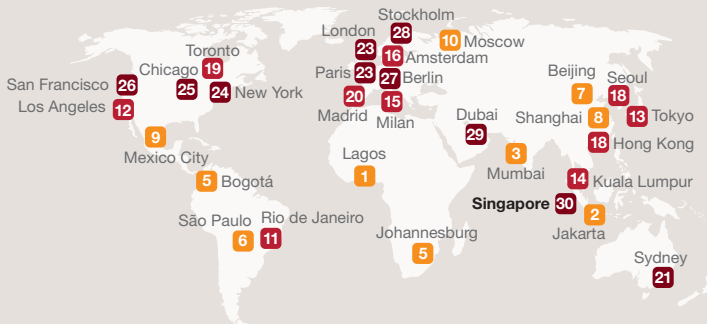 Stockholm
28
London
23
10
Moscow
16
Amsterdam
Toronto
19
Paris
23
27
Berlin
San Francisco
26
Chicago
25
24
New York
Los Angeles
12
20
Madrid
15
Milan
Beijing
7
Seoul
18
Shanghai
8
13
Tokyo
Dubai
29
18
Hong Kong
9
Mexico City
Lagos
1
3
Mumbai
5
Bogotá
14
Kuala Lumpur
Singapore
30
2
Jakarta
São Paulo
6
Rio de Janeiro
11
Johannesburg
5
Sydney
21